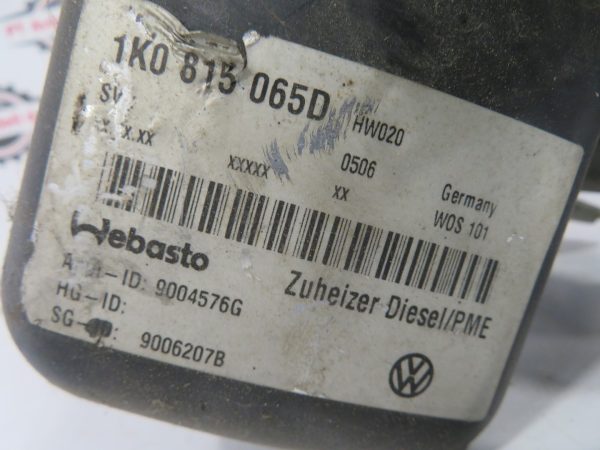 1K0 815 065D
HW020
SW
X.XX
XXXXX
0506
XX
Germany
WOS 101
Webasto
Zuheizer Diesel/PME
9004576G
HG-ID:
SG-ID:
9006207B